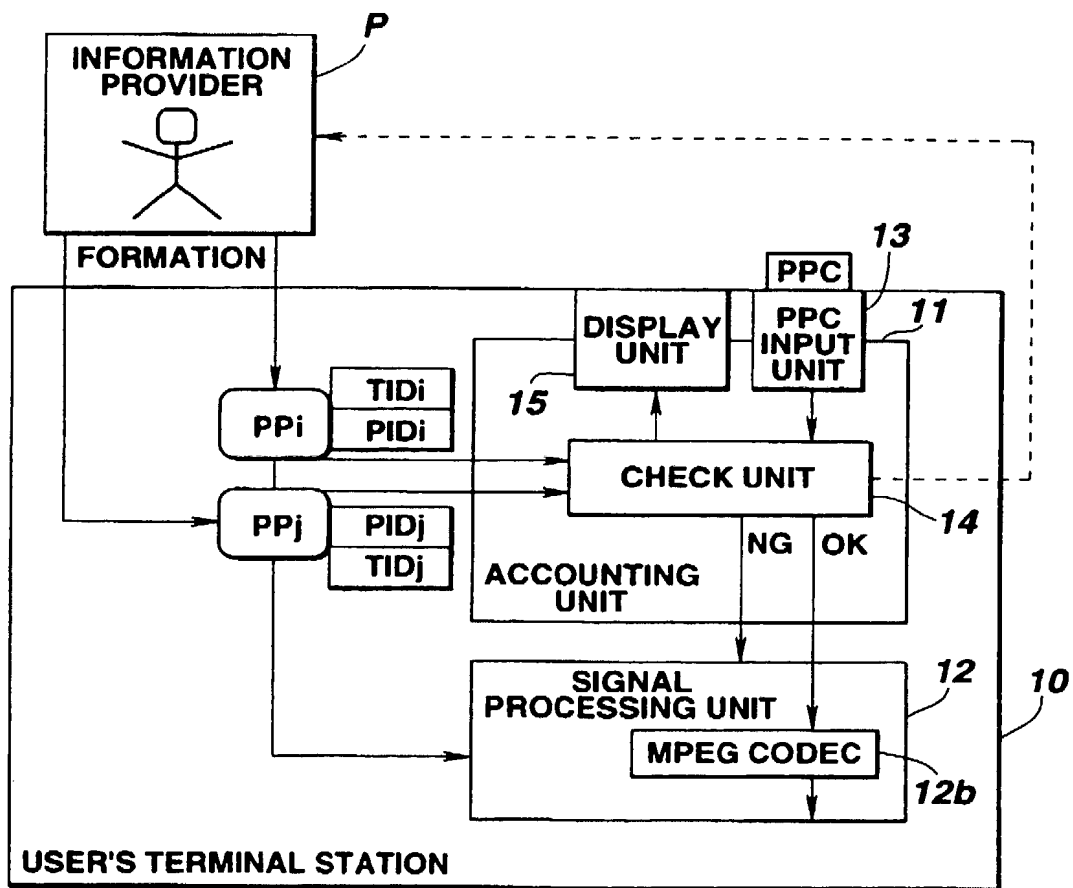 P
INFORMATION
PROVIDER
FORMATION
13
PPC
11
DISPLAY
UNIT
PPC
INPUT
UNIT
15
TIDi
PPi
PIDi
CHECK UNIT
PPj
PIDj
TIDj
14
NG
OK
ACCOUNTING
UNIT
SIGNAL
PROCESSING UNIT
12
10
MPEG CODEC
12b
USER'S TERMINAL STATION